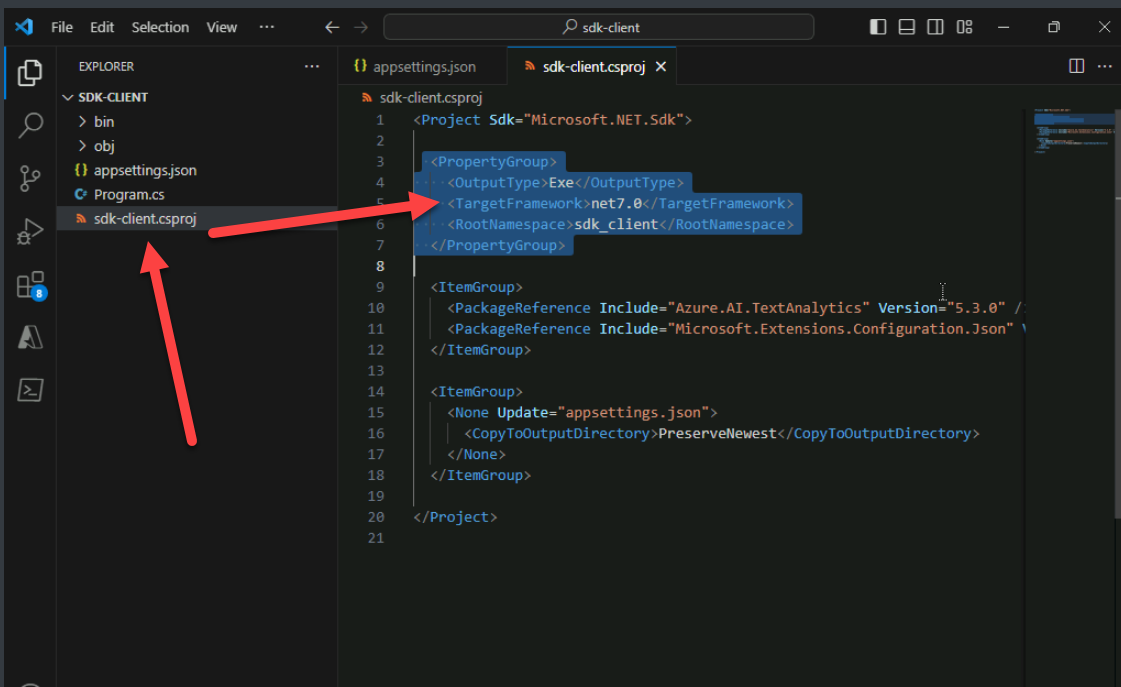 File Edit Selection View ··· sdk-client
EXPLORER ···
SDK-CLIENT
bin
obj
{} appsettings.json
C# Program.cs
sdk-client.csproj
8
{} appsettings.json sdk-client.csproj ···
sdk-client.csproj
1 <Project Sdk="Microsoft.NET.Sdk">
2
3 <PropertyGroup>
4 <OutputType>Exe</OutputType>
5 <TargetFramework>net7.0</TargetFramework>
6 <RootNamespace>sdk_client</RootNamespace>
7 </PropertyGroup>
8
9 <ItemGroup>
10 <PackageReference Include="Azure.AI.TextAnalytics" Version="5.3.0" /
11 <PackageReference Include="Microsoft.Extensions.Configuration.Json"
12 </ItemGroup>
13
14 <ItemGroup>
15 <None Update="appsettings.json">
16 <CopyToOutputDirectory>PreserveNewest</CopyToOutputDirectory>
17 </None>
18 </ItemGroup>
19
20 </Project>
21